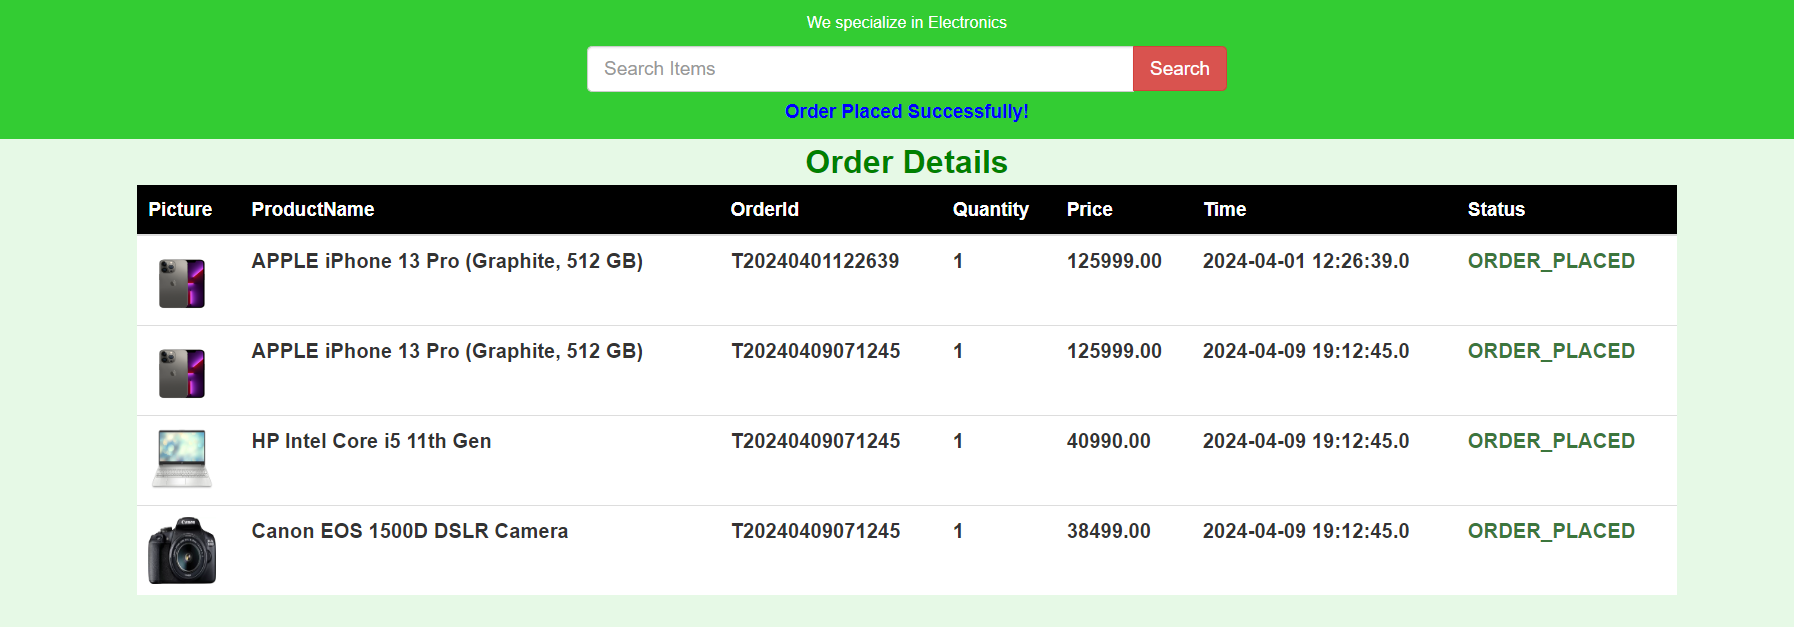 We specialize in Electronics
Search Items Search
Order Placed Successfully!
Order Details
Picture ProductName OrderId Quantity Price Time Status
APPLE iPhone 13 Pro (Graphite, 512 GB) T20240401122639 1 125999.00 2024-04-01 12:26:39.0 ORDER_PLACED
APPLE iPhone 13 Pro (Graphite, 512 GB) T20240409071245 1 125999.00 2024-04-09 19:12:45.0 ORDER_PLACED
HP Intel Core i5 11th Gen T20240409071245 1 40990.00 2024-04-09 19:12:45.0 ORDER_PLACED
Canon EOS 1500D DSLR Camera T20240409071245 1 38499.00 2024-04-09 19:12:45.0 ORDER_PLACED
Canon